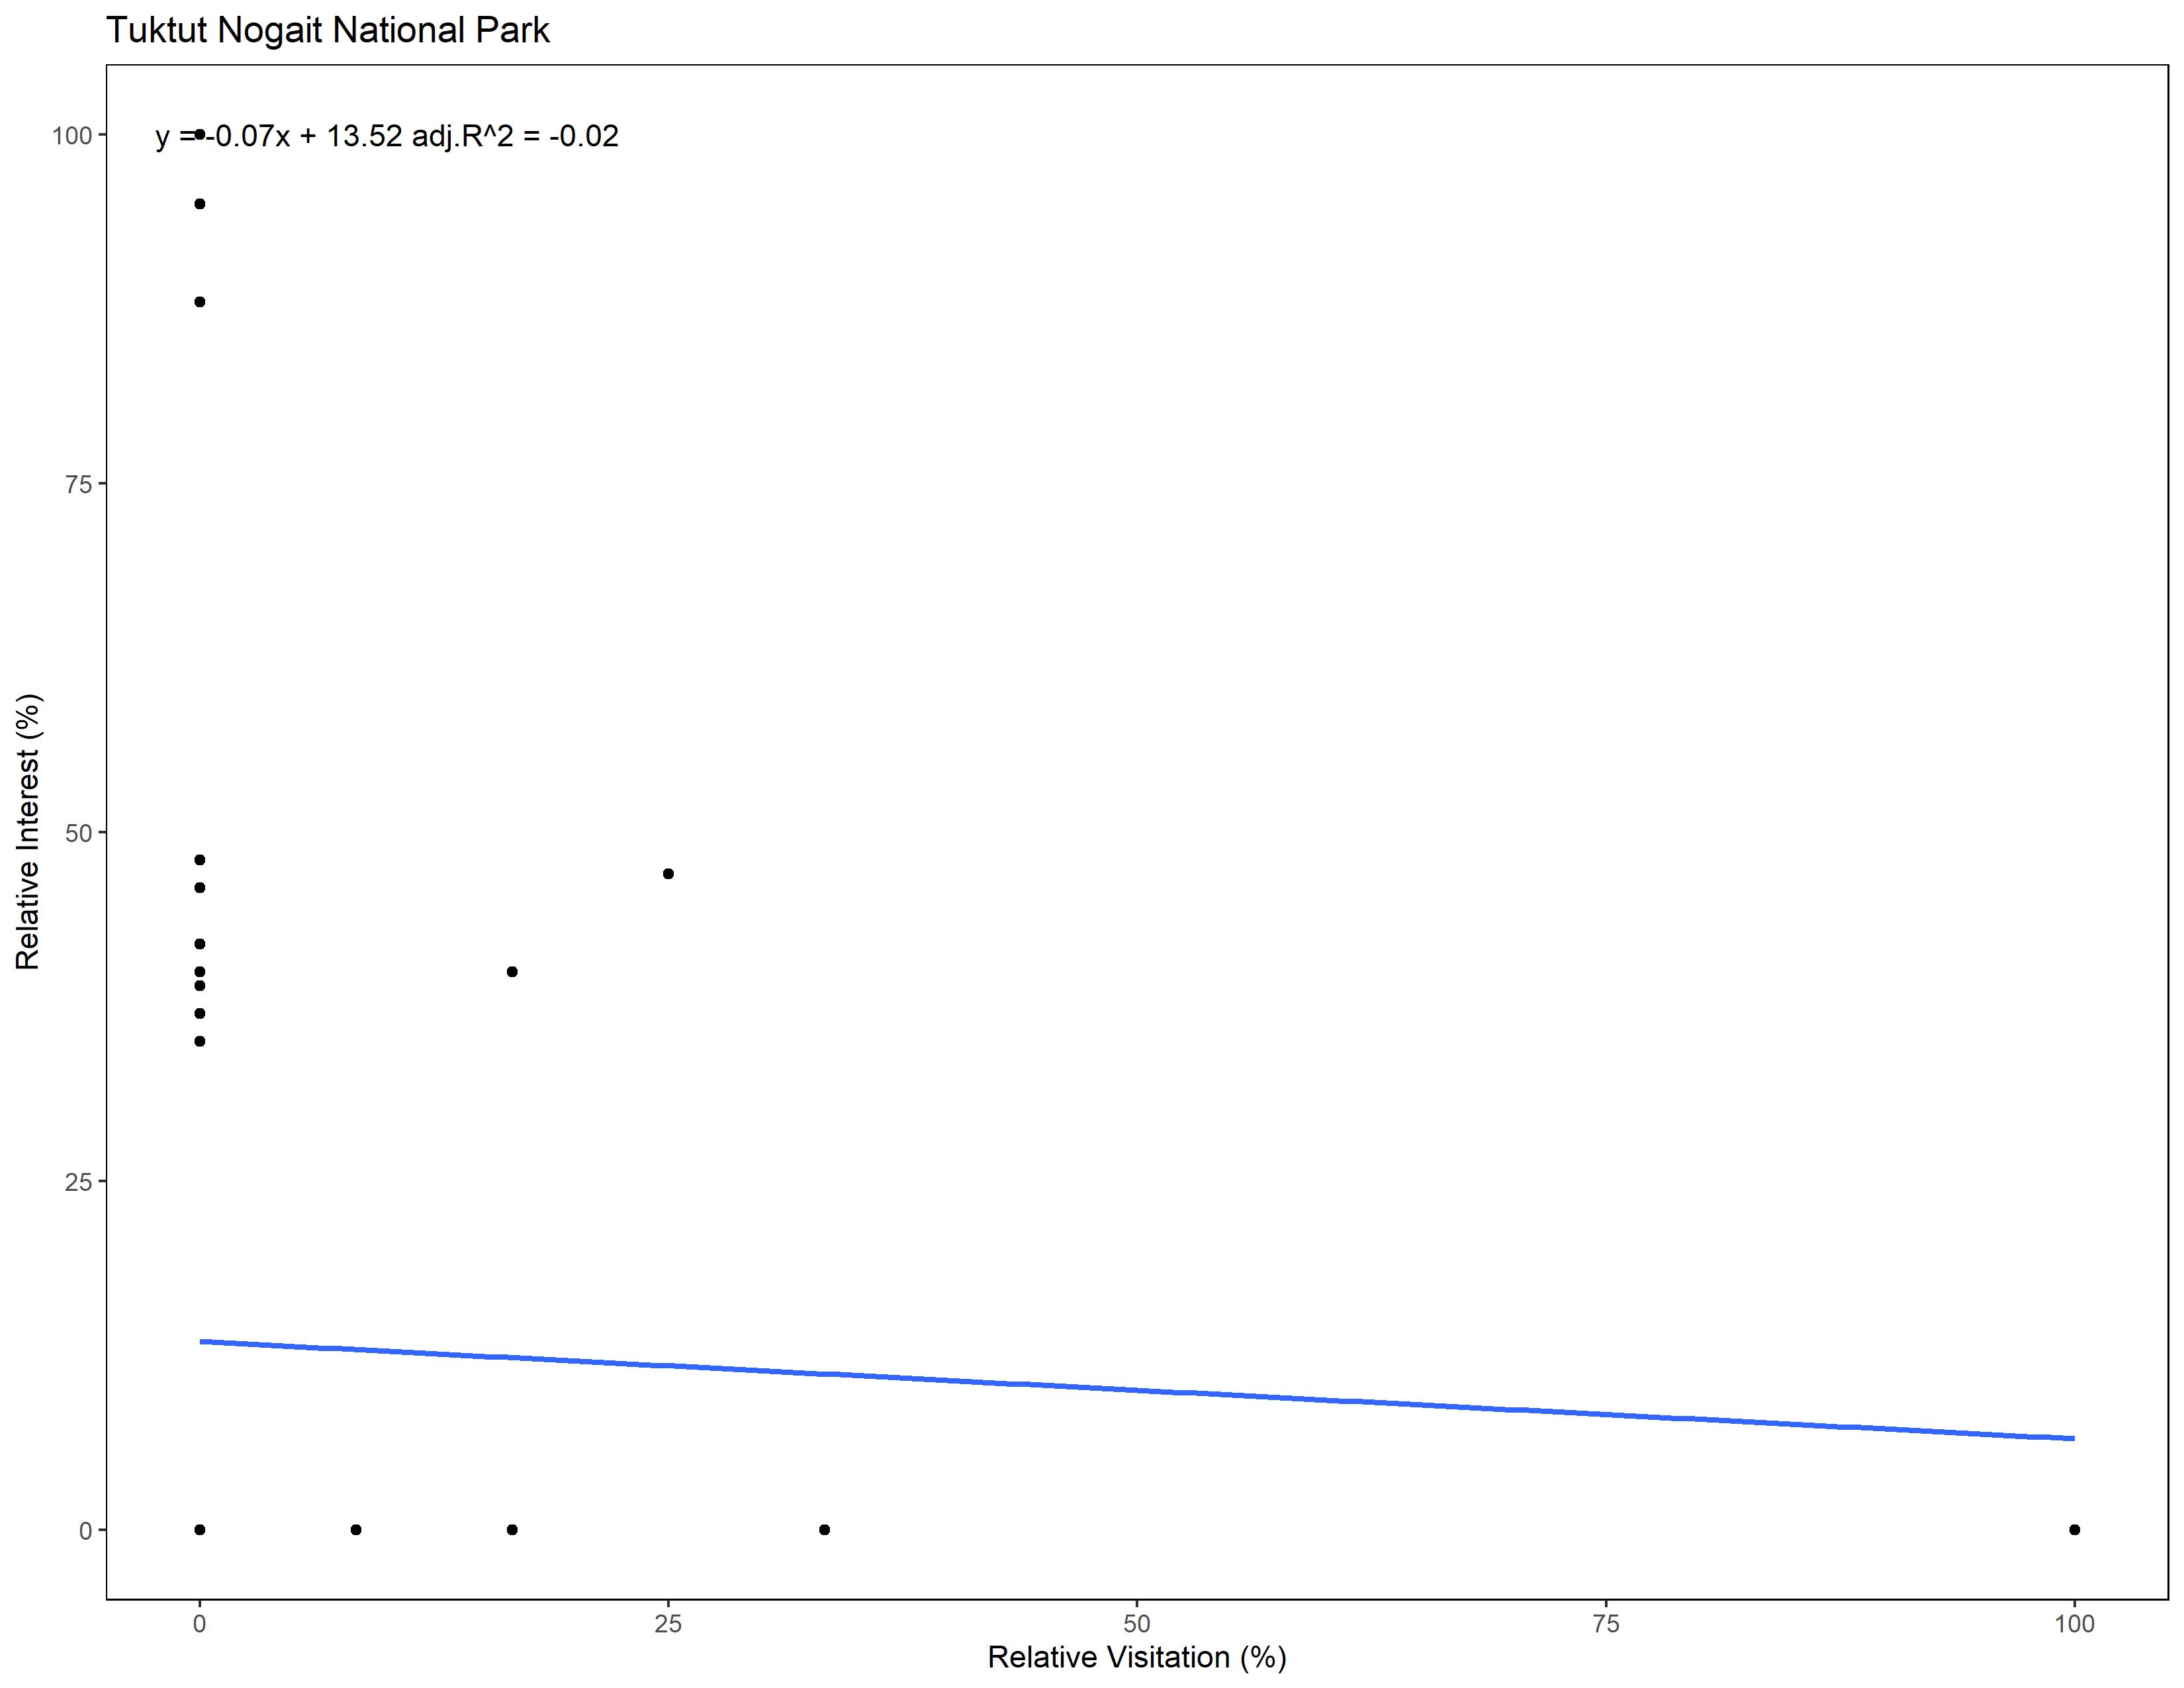 Tuktut Nogait National Park
y = -0.07x + 13.52 adj.R^2 = -0.02
100
75
50
25
0
Relative Interest (%)
0 25 50 75 100
Relative Visitation (%)